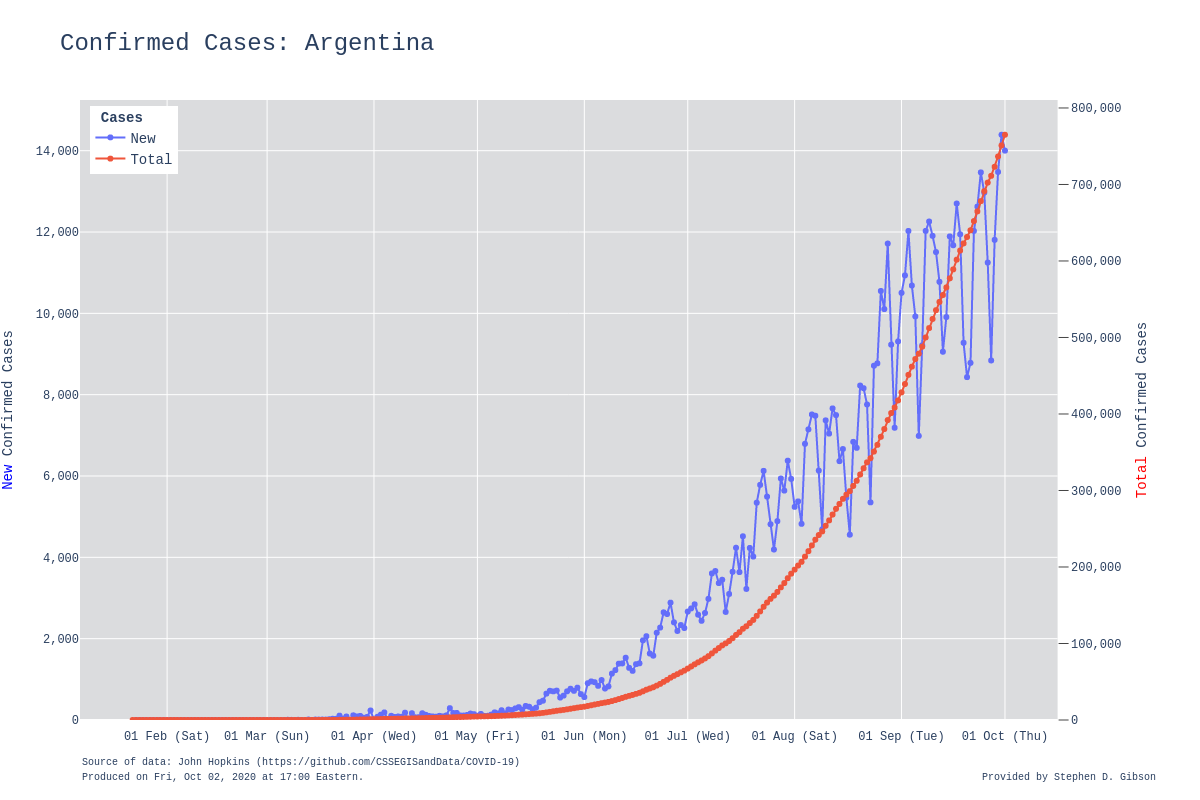 Confirmed Cases: Argentina
Cases
New
Total
14,000
12,000
10,000
8,000
6,000
4,000
2,000
0
New Confirmed Cases
800,000
700,000
600,000
500,000
400,000
300,000
200,000
100,000
0
Total Confirmed Cases
01 Feb (Sat) 01 Mar (Sun) 01 Apr (Wed) 01 May (Fri) 01 Jun (Mon) 01 Jul (Wed) 01 Aug (Sat) 01 Sep (Tue) 01 Oct (Thu)
Source of data: John Hopkins (https://github.com/CSSEGISandData/COVID-19)
Produced on Fri, Oct 02, 2020 at 17:00 Eastern.
Provided by Stephen D. Gibson